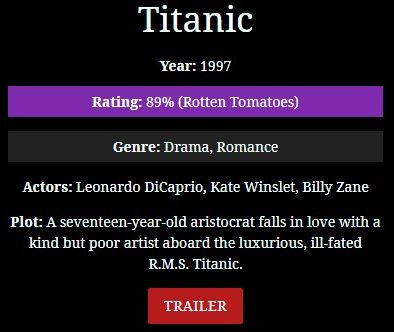 Titanic
Year: 1997
Rating: 89% (Rotten Tomatoes)
Genre: Drama, Romance
Actors: Leonardo DiCaprio, Kate Winslet, Billy Zane
Plot: A seventeen-year-old aristocrat falls in love with a
kind but poor artist aboard the luxurious, ill-fated
R.M.S. Titanic.
TRAILER